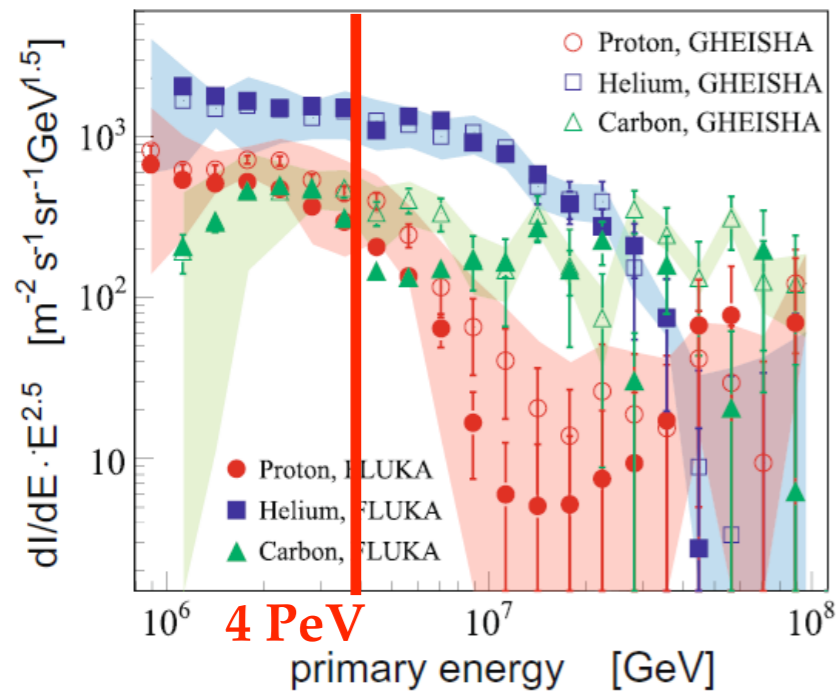 Proton, GHEISHA
Helium, GHEISHA
Carbon, GHEISHA
10³
10²
10
dI/dE·E^2.5 [m⁻² s⁻¹ sr⁻¹ GeV^1.5]
Proton, FLUKA
Helium, FLUKA
Carbon, FLUKA
10⁶
4 PeV
10⁷
10⁸
primary energy [GeV]